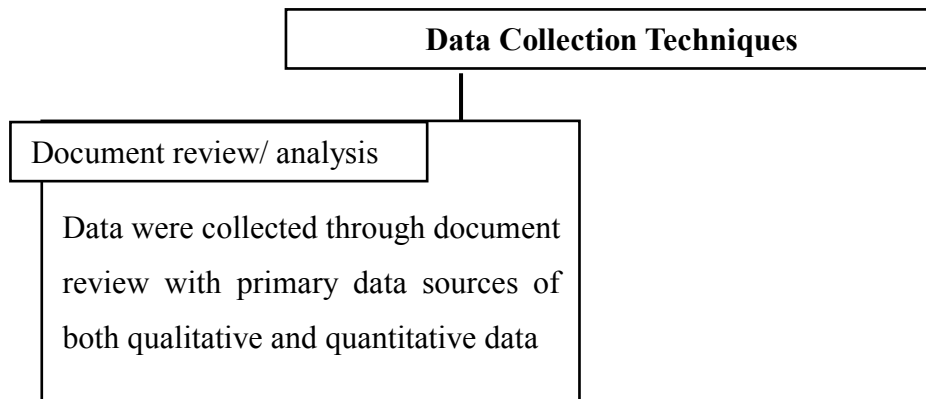 Data Collection Techniques
Document review/ analysis
Data were collected through document
review with primary data sources of
both qualitative and quantitative data